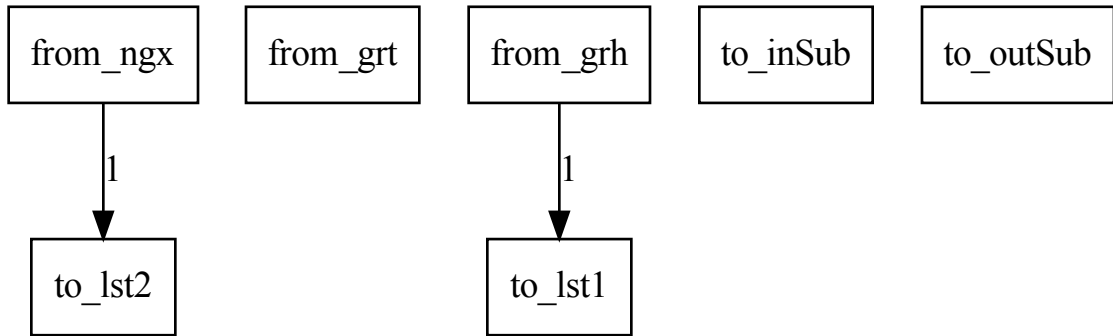 from_ngx
from_grt
from_grh
to_inSub
to_outSub
1
1
to_lst2
to_lst1